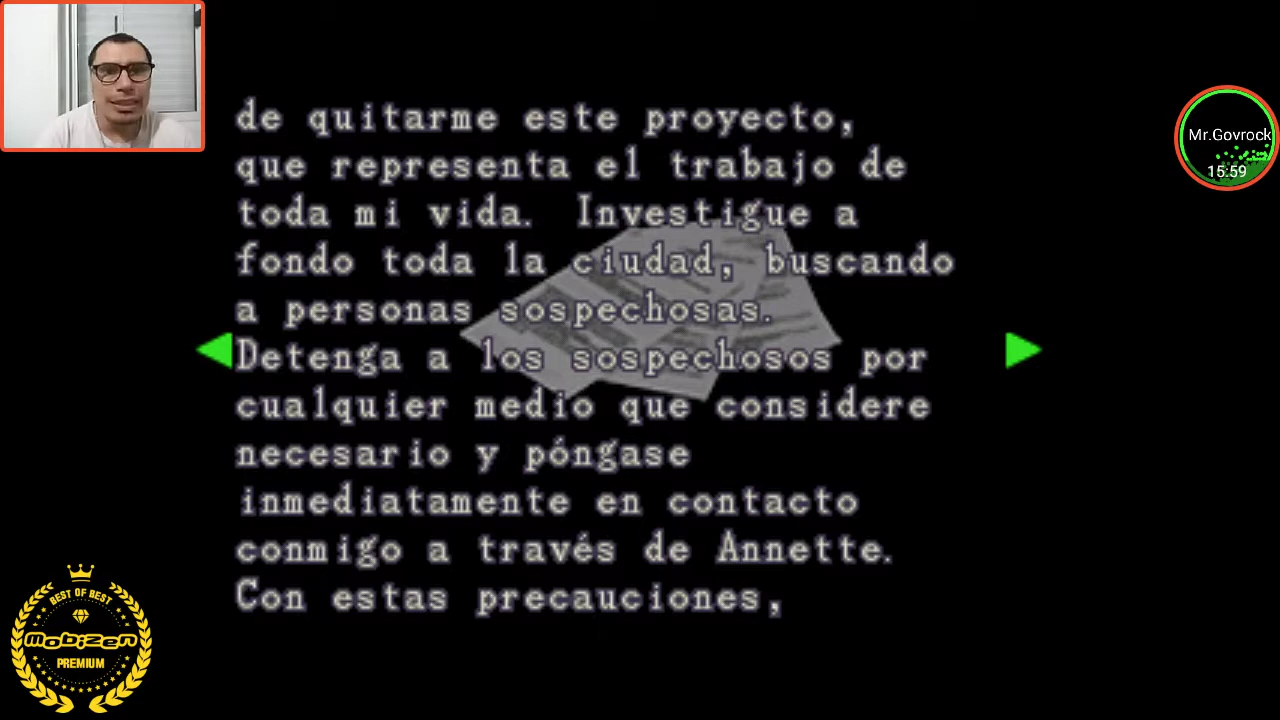 de quitarme este proyecto,
que representa el trabajo de
toda mi vida. Investigue a
fondo toda la ciudad, buscando
a personas sospechosas.
Detenga a los sospechosos por
cualquier medio que considere
necesario y póngase
inmediatamente en contacto
conmigo a través de Annette.
Con estas precauciones,
Mr.Govrock
15:59
BEST OF BEST
Mobizen
PREMIUM